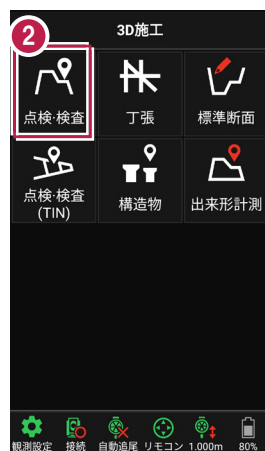 2
3D施工
点検・検査
丁張
標準断面
点検・検査
(TIN)
構造物
出来形計測
観測設定
接続
自動追尾
リモコン
1.000m
80%